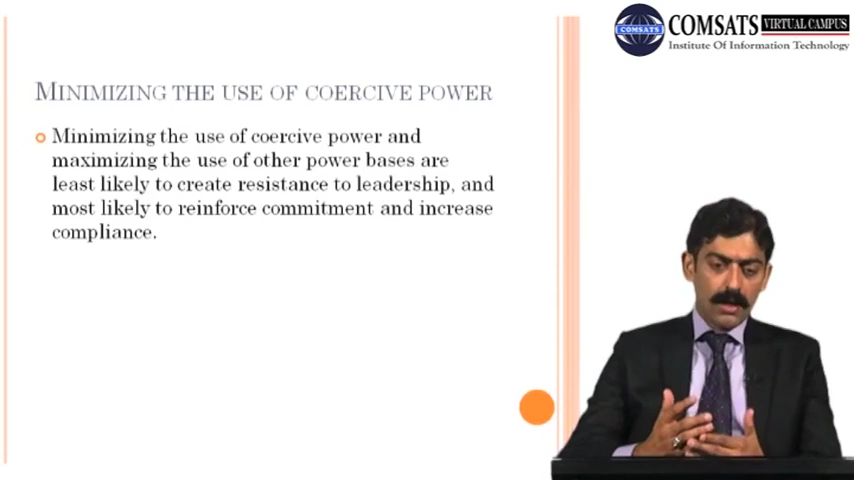 COMSATS VIRTUAL CAMPUS
COMSATS
Institute Of Information Technology
MINIMIZING THE USE OF COERCIVE POWER
Minimizing the use of coercive power and
maximizing the use of other power bases are
least likely to create resistance to leadership, and
most likely to reinforce commitment and increase
compliance.